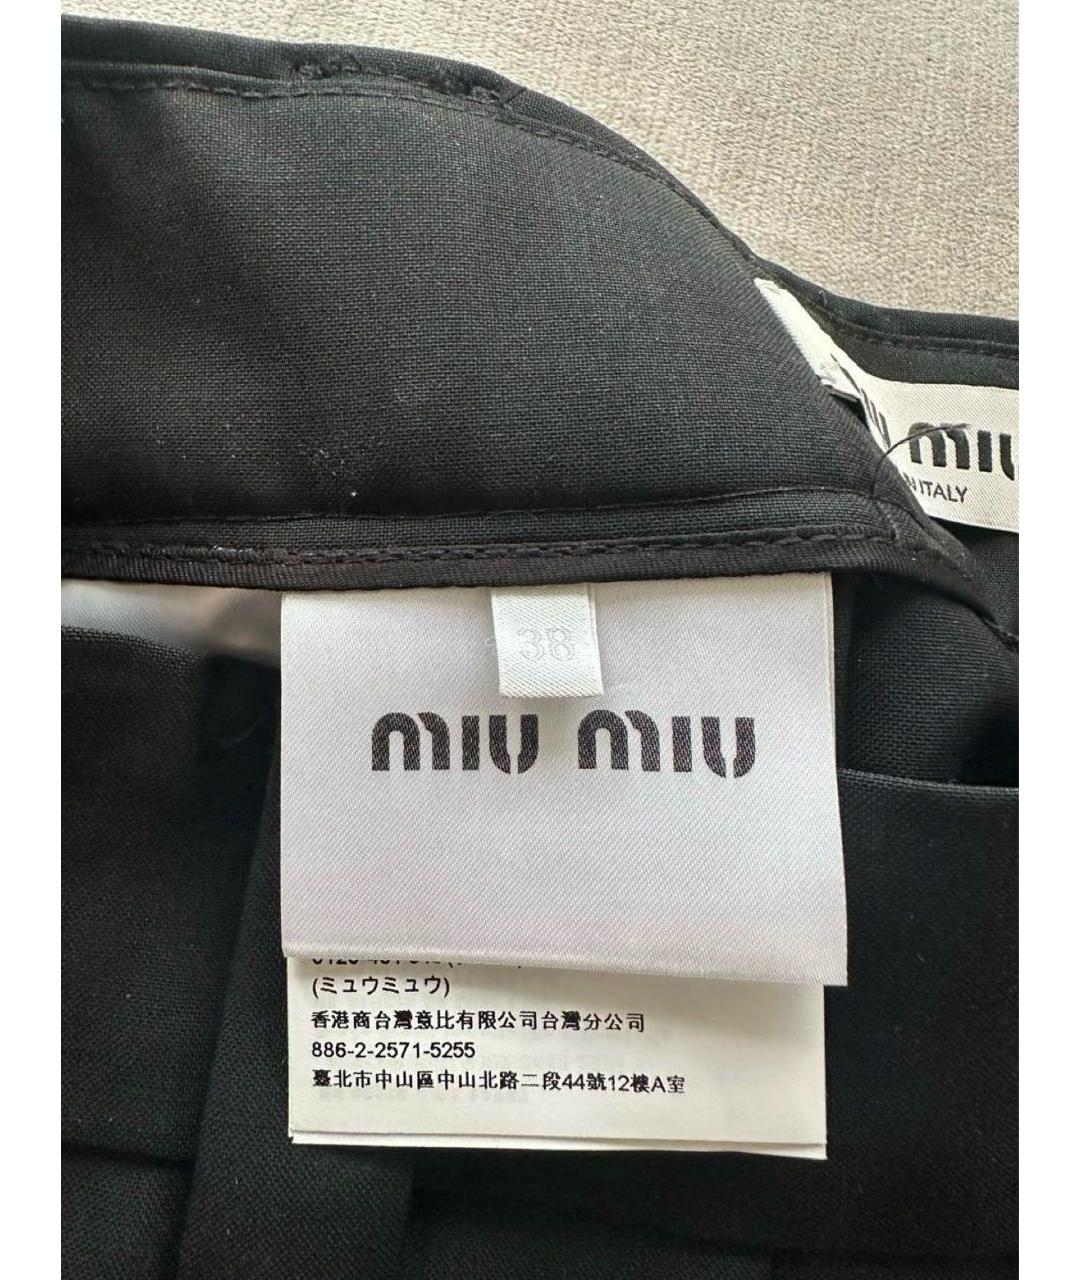 MIU
N ITALY
38
MIU MIU
(ミュウミュウ)
香港商台灣意比有限公司台灣分公司
886-2-2571-5255
臺北市中山區中山北路二段44號12樓A室